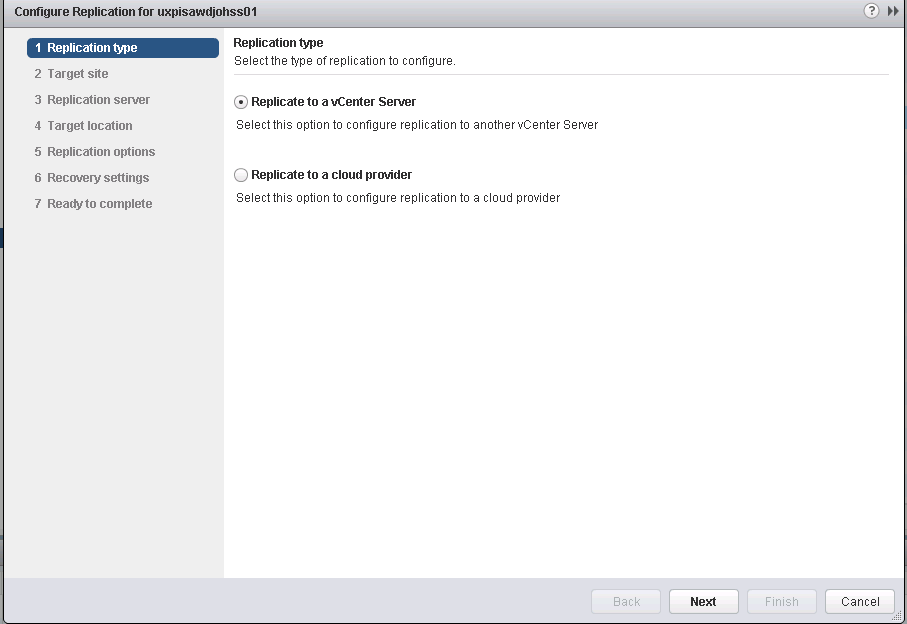 Configure Replication for uxpisawdjohss01
?
1 Replication type
2 Target site
3 Replication server
4 Target location
5 Replication options
6 Recovery settings
7 Ready to complete
Replication type
Select the type of replication to configure.
Replicate to a vCenter Server
Select this option to configure replication to another vCenter Server
Replicate to a cloud provider
Select this option to configure replication to a cloud provider
Back
Next
Finish
Cancel